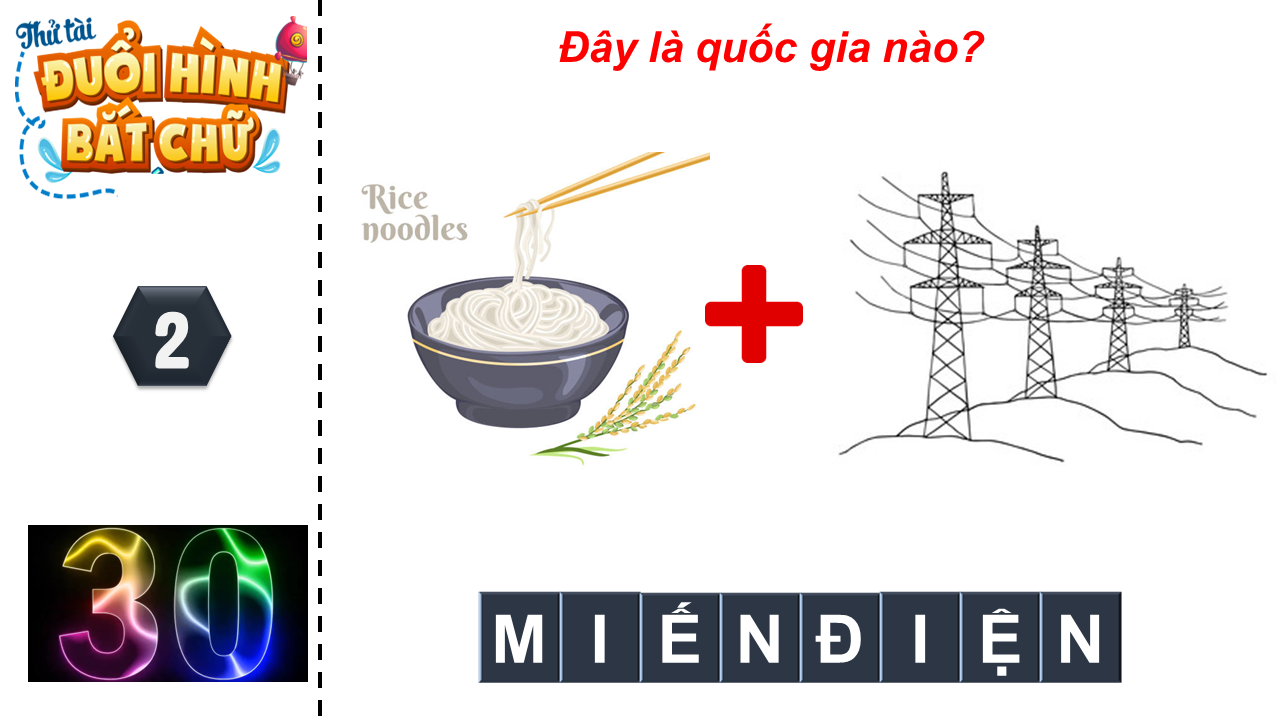 Thử tài
ĐUỔI HÌNH
BẮT CHỮ
Đây là quốc gia nào?
Rice
noodles
2
30
MIẾNĐIỆN